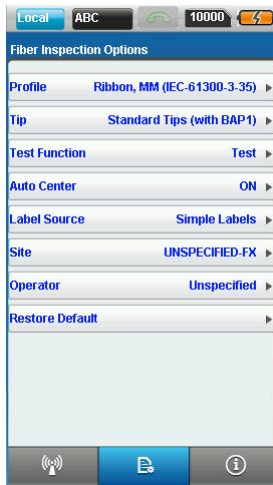 Local ABC 10000
Fiber Inspection Options
Profile Ribbon, MM (IEC-61300-3-35)
Tip Standard Tips (with BAP1)
Test Function Test
Auto Center ON
Label Source Simple Labels
Site UNSPECIFIED-FX
Operator Unspecified
Restore Default